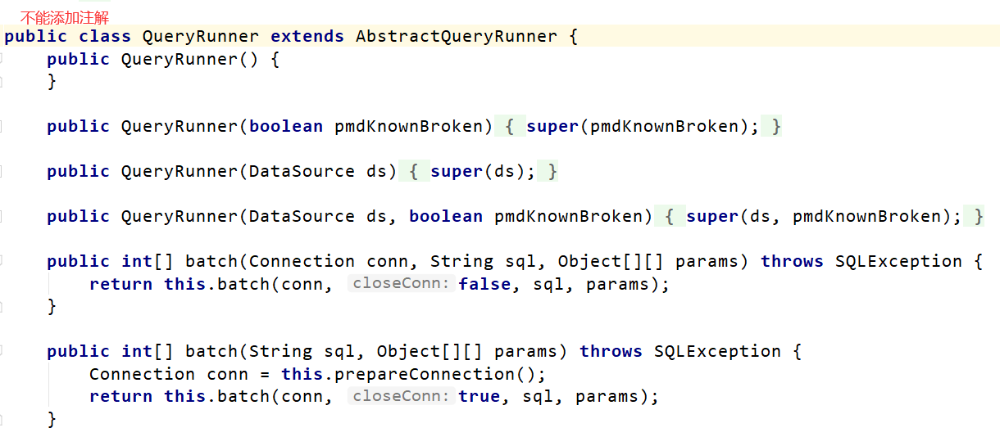 不能添加注解
public class QueryRunner extends AbstractQueryRunner {
public QueryRunner() {
}
public QueryRunner(boolean pmdKnownBroken) { super(pmdKnownBroken); }
public QueryRunner(DataSource ds) { super(ds); }
public QueryRunner(DataSource ds, boolean pmdKnownBroken) { super(ds, pmdKnownBroken); }
public int[] batch(Connection conn, String sql, Object[][] params) throws SQLException {
return this.batch(conn, closeConn: false, sql, params);
}
public int[] batch(String sql, Object[][] params) throws SQLException {
Connection conn = this.prepareConnection();
return this.batch(conn, closeConn: true, sql, params);
}